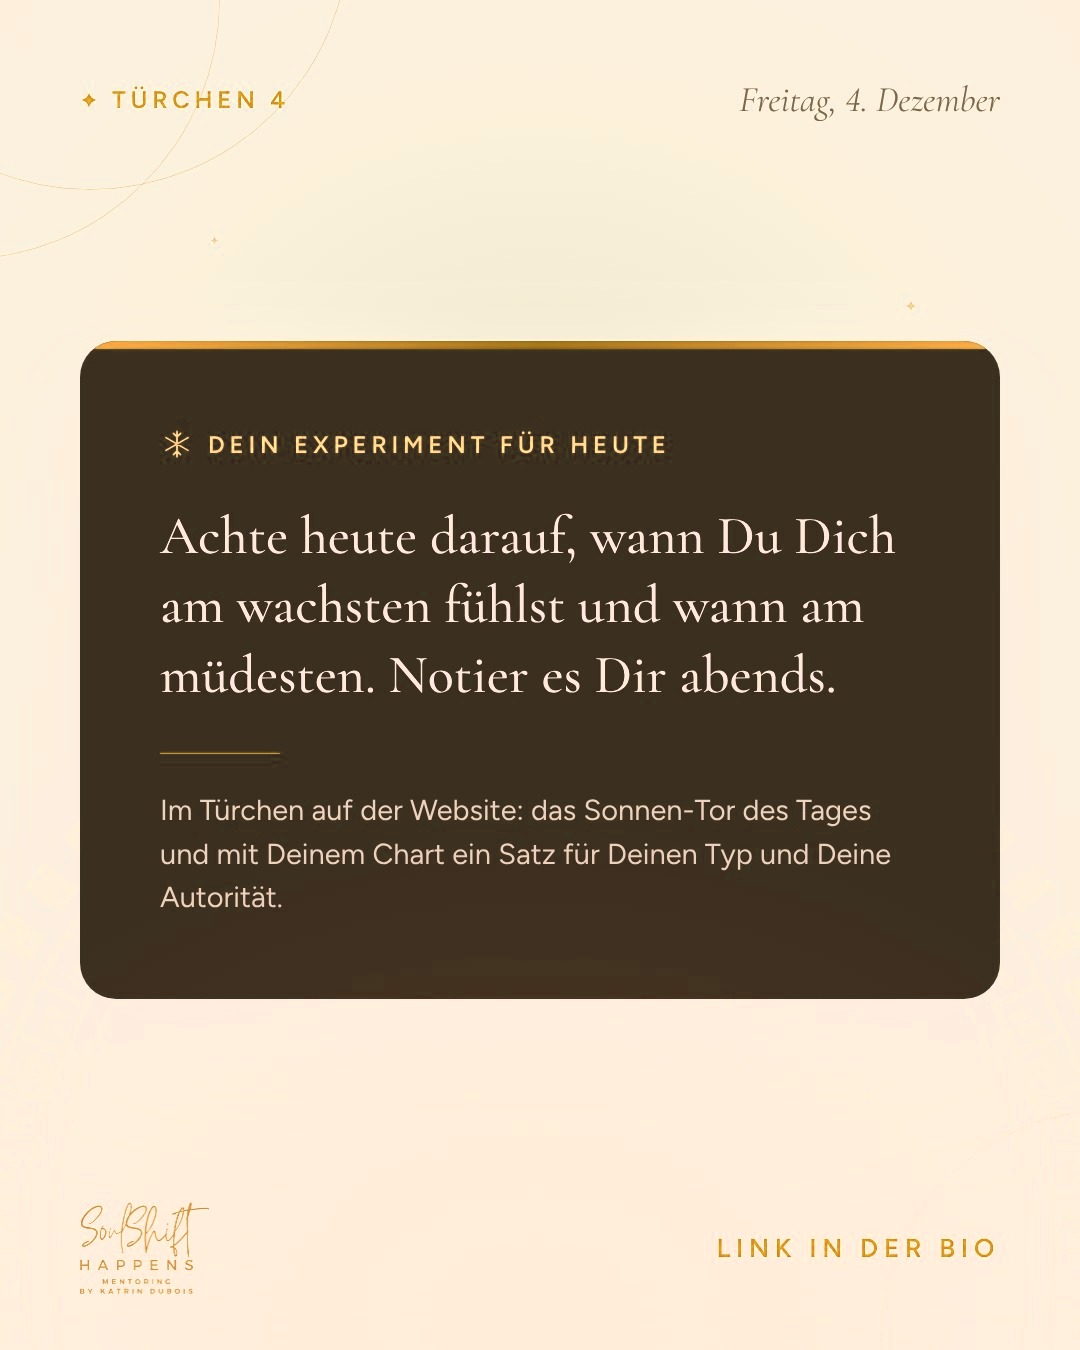 TÜRCHEN 4
Freitag, 4. Dezember
DEIN EXPERIMENT FÜR HEUTE
Achte heute darauf, wann Du Dich
am wachsten fühlst und wann am
müdesten. Notier es Dir abends.
Im Türchen auf der Website: das Sonnen-Tor des Tages
und mit Deinem Chart ein Satz für Deinen Typ und Deine
Autorität.
SoulShift
HAPPENS
MENTORING
BY KATRIN DUBOIS
LINK IN DER BIO